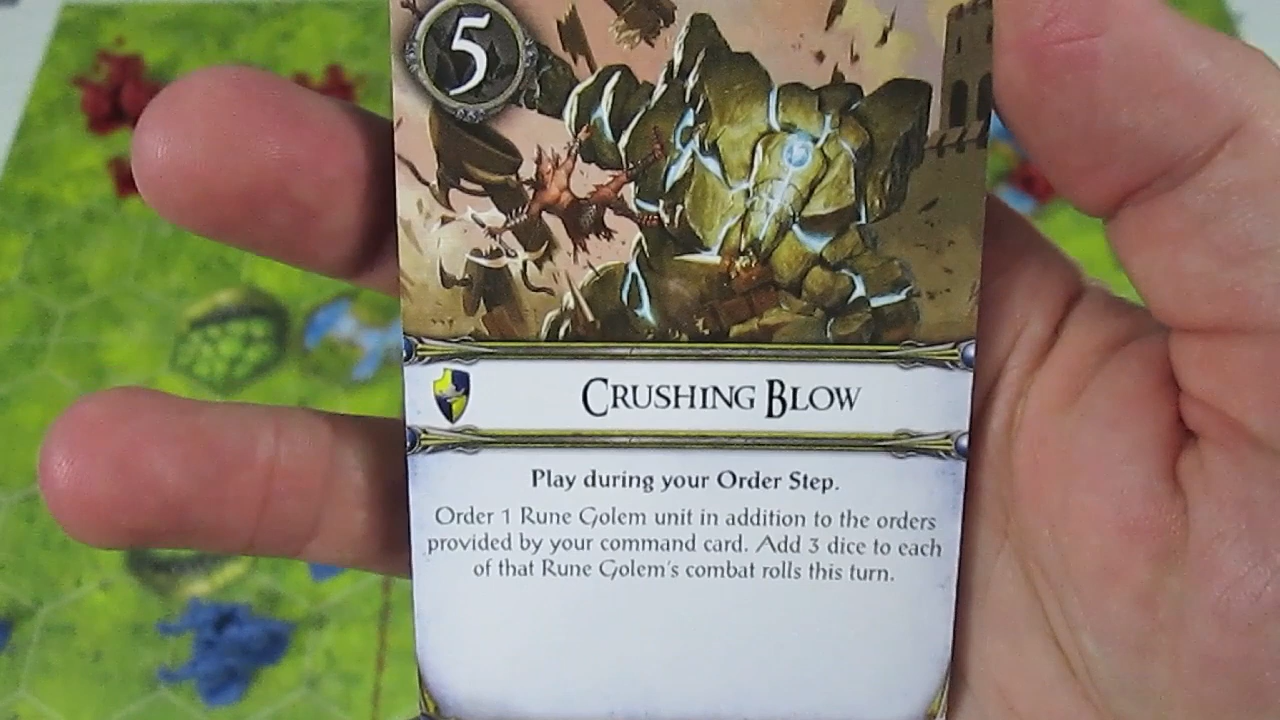 5
CRUSHING BLOW
Play during your Order Step.
Order 1 Rune Golem unit in addition to the orders
provided by your command card. Add 3 dice to each
of that Rune Golem's combat rolls this turn.